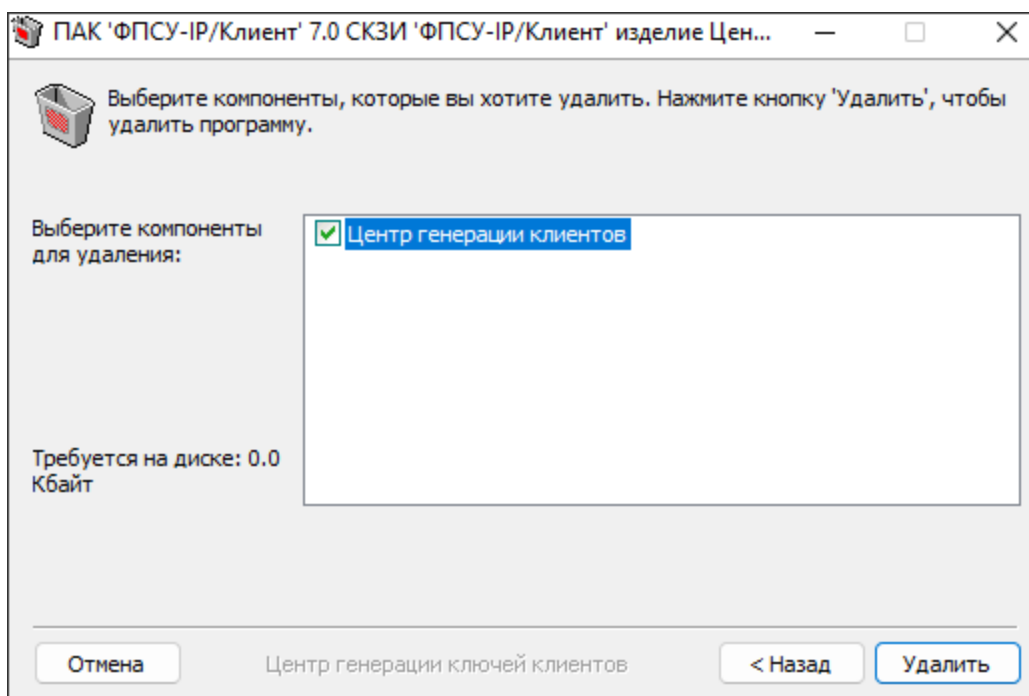 ПАК 'ФПСУ-IP/Клиент' 7.0 СКЗИ 'ФПСУ-IP/Клиент' изделие Цен...
Выберите компоненты, которые вы хотите удалить. Нажмите кнопку 'Удалить', чтобы
удалить программу.
Выберите компоненты
для удаления:
Центр генерации клиентов
Требуется на диске: 0.0
Кбайт
Отмена
Центр генерации ключей клиентов
< Назад
Удалить